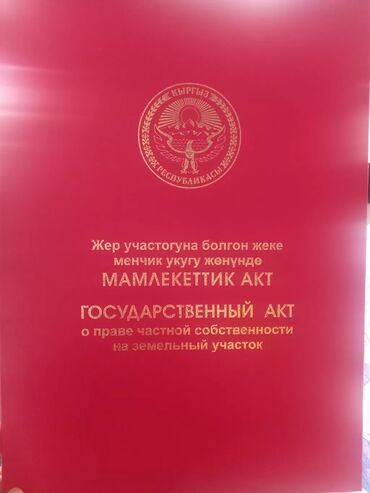 КЫРГЫЗ
РЕСПУБЛИКАСЫ
Жер участогуна болгон жеке
менчик укугу жөнүндө
МАМЛЕКЕТТИК АКТ
ГОСУДАРСТВЕННЫЙ АКТ
о праве частной собственности
на земельный участок